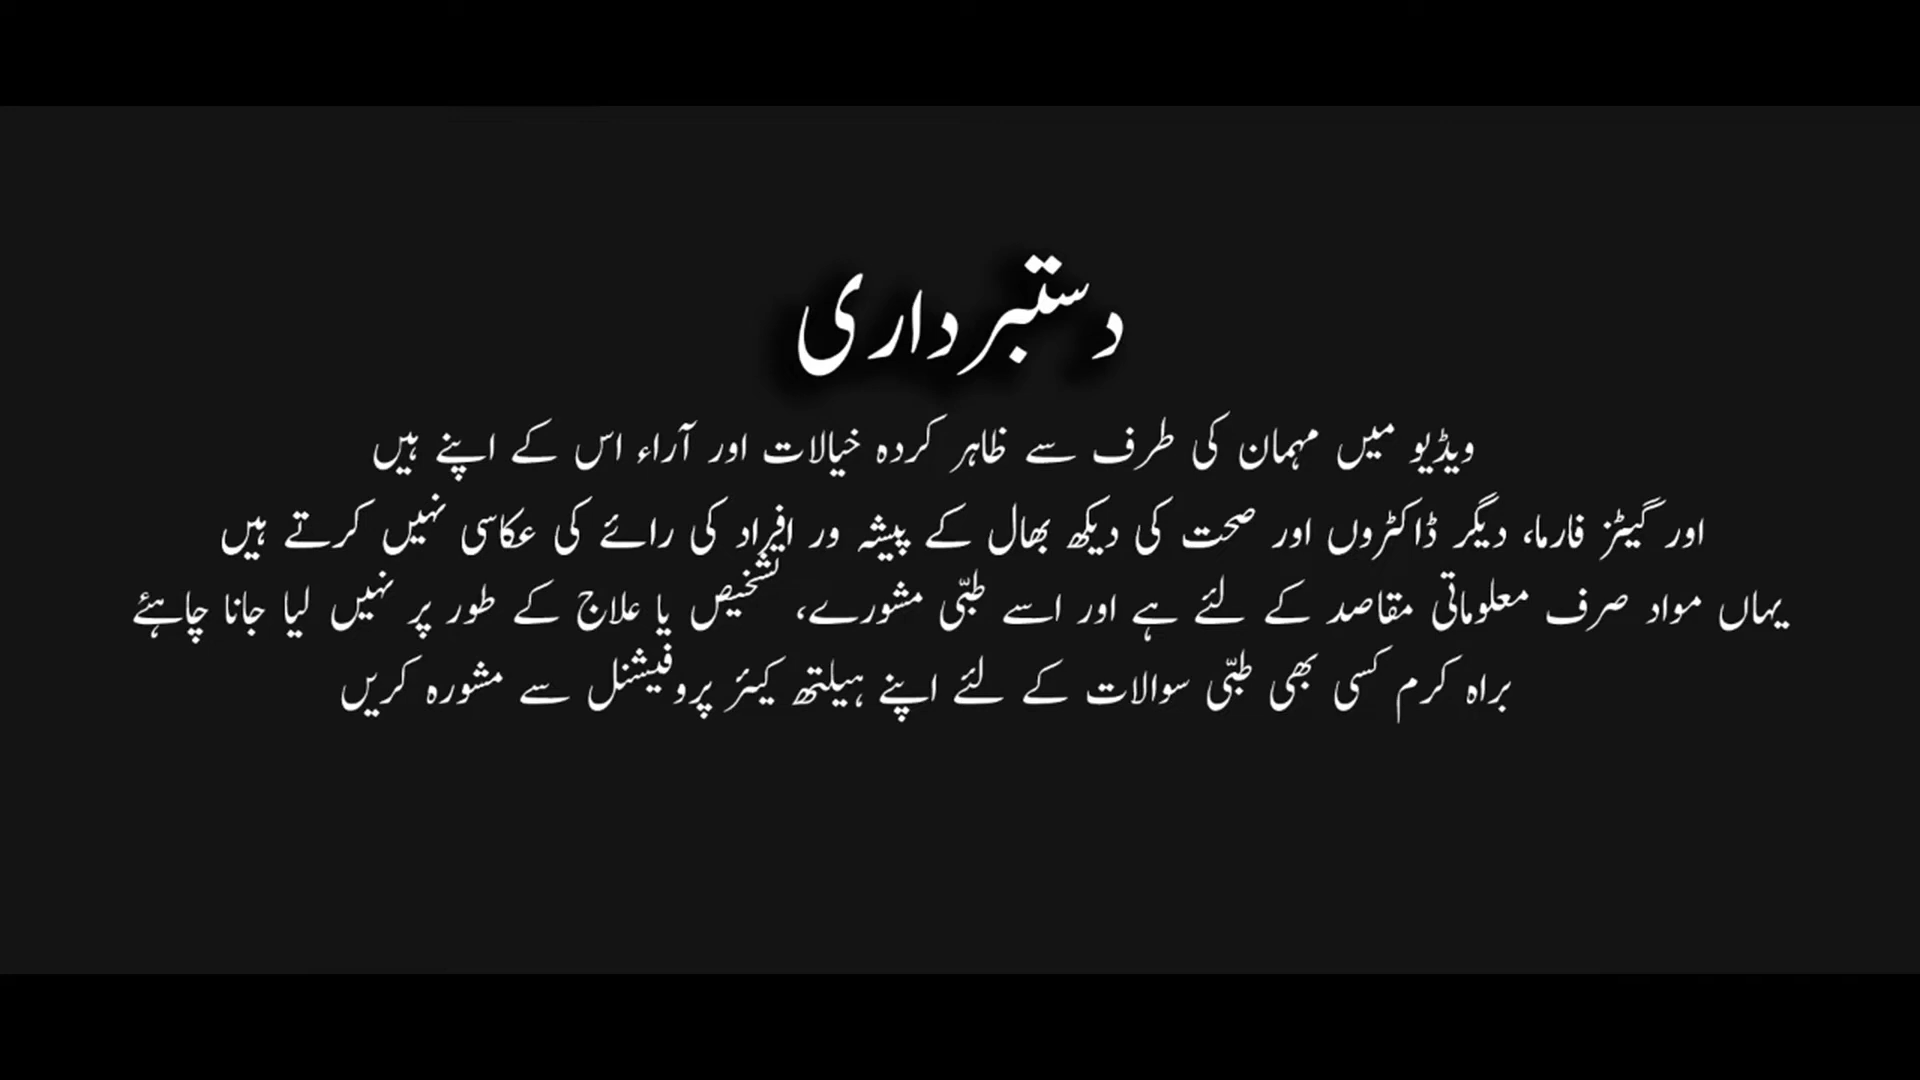 دستبرداری
ویڈیو میں مہمان کی طرف سے ظاہر کردہ خیالات اور آراء اس کے اپنے ہیں
اور گیٹز فارما، دیگر ڈاکٹروں اور صحت کی دیکھ بھال کے پیشہ ور افراد کی رائے کی عکاسی نہیں کرتے ہیں
یہاں مواد صرف معلوماتی مقاصد کے لئے ہے اور اسے طبّی مشورے، تشخیص یا علاج کے طور پر نہیں لیا جانا چاہئے
براہ کرم کسی بھی طبّی سوالات کے لئے اپنے ہیلتھ کیئر پروفیشنل سے مشورہ کریں